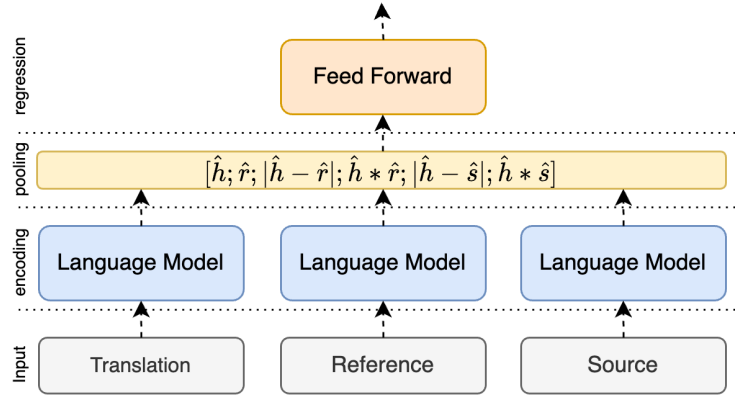 regression
Feed Forward
pooling
[ĥ; r̂; |ĥ − r̂|; ĥ ∗ r̂; |ĥ − ŝ|; ĥ ∗ ŝ]
encoding
Language Model
Language Model
Language Model
Input
Translation
Reference
Source